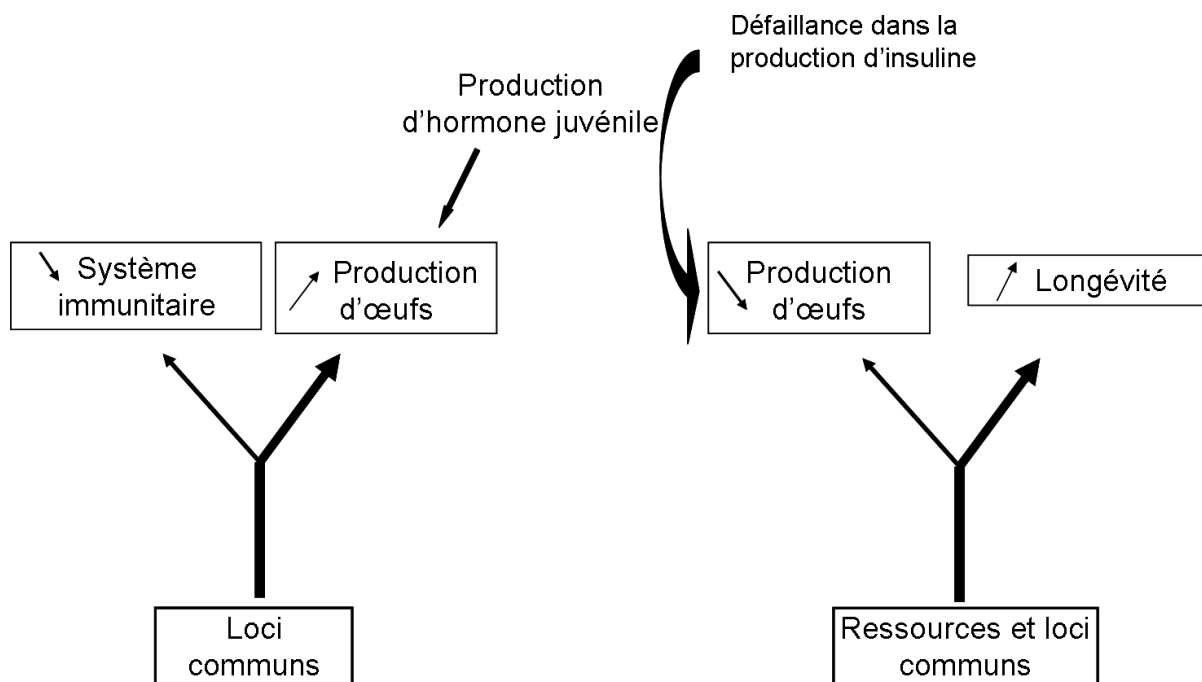 Défaillance dans la
production d'insuline
Production
d'hormone juvénile
Système
immunitaire
Production
d'œufs
Production
d'œufs
Longévité
Loci
communs
Ressources et loci
communs